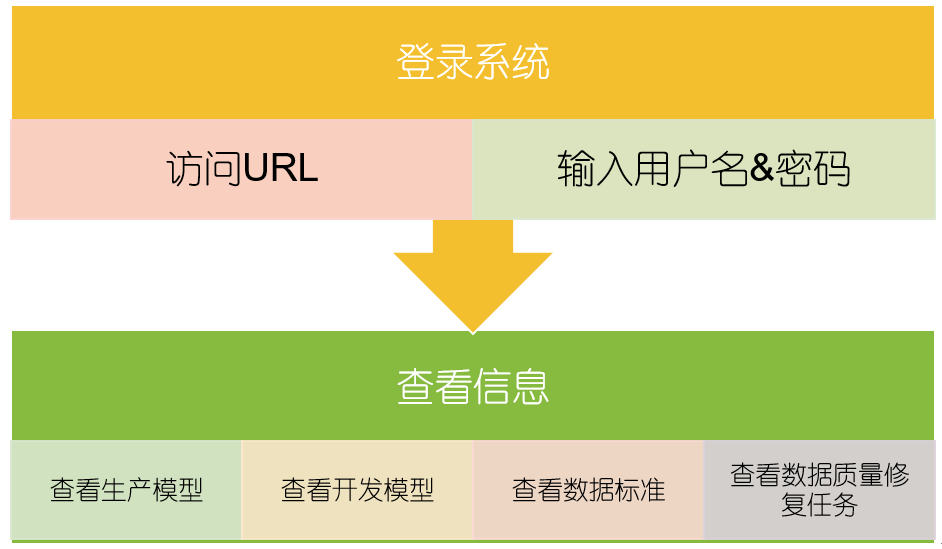 登录系统
访问URL
输入用户名&密码
查看信息
查看生产模型
查看开发模型
查看数据标准
查看数据质量修
复任务